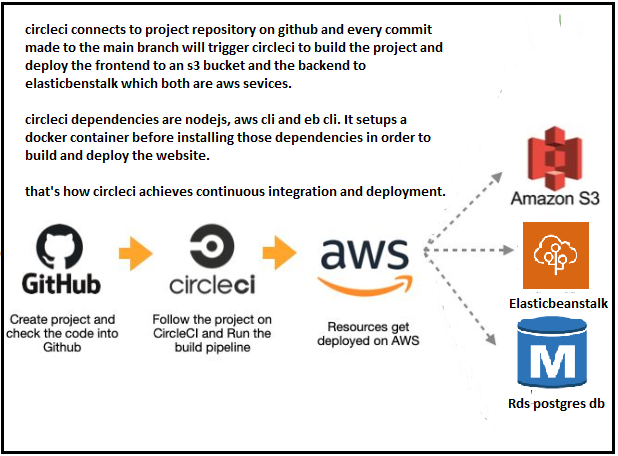 circleci connects to project repository on github and every commit
made to the main branch will trigger circleci to build the project and
deploy the frontend to an s3 bucket and the backend to
elasticbenstalk which both are aws sevices.
circleci dependencies are nodejs, aws cli and eb cli. It setups a
docker container before installing those dependencies in order to
build and deploy the website.
that's how circleci achieves continuous integration and deployment.
Amazon S3
GitHub
circleci
aws
Elasticbeanstalk
Create project and
check the code into
Github
Follow the project on
CircleCI and Run the
build pipeline
Resources get
deployed on AWS
M
Rds postgres db